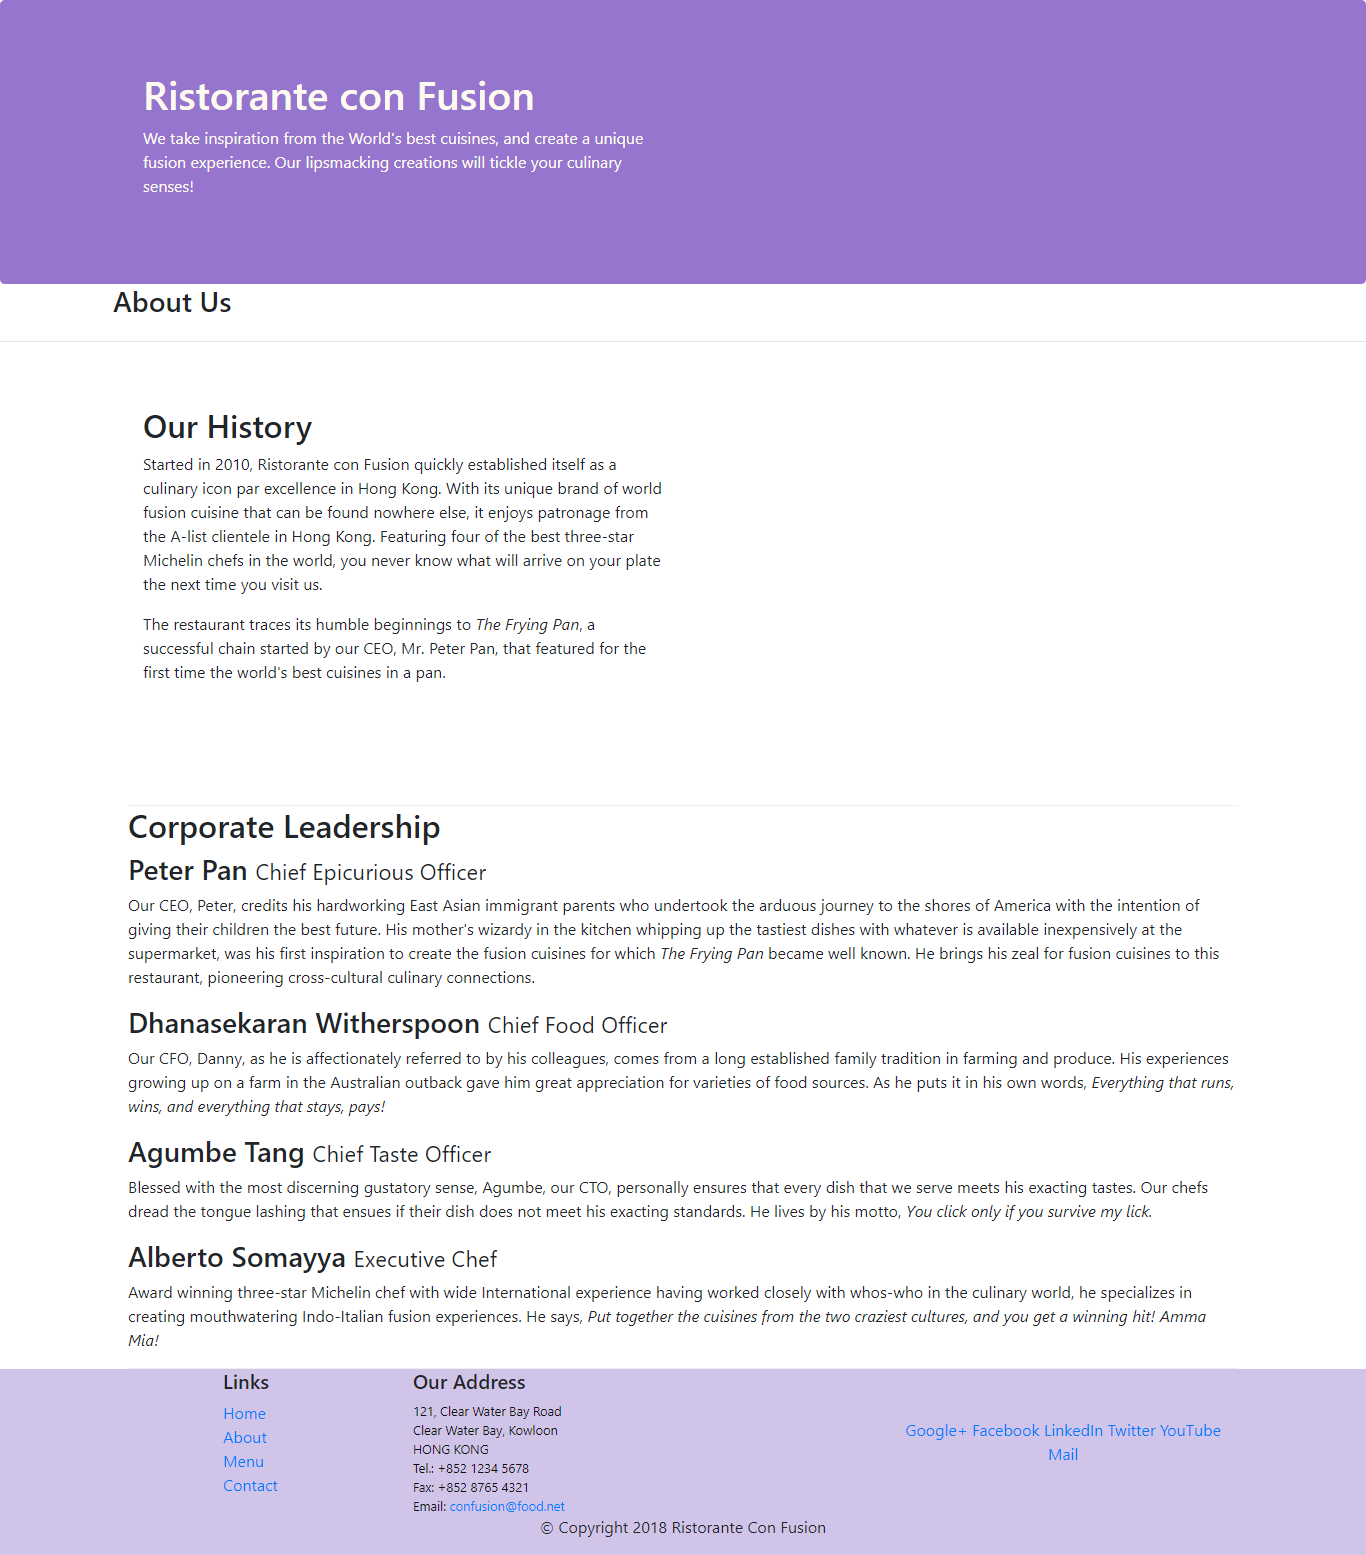 Ristorante con Fusion
We take inspiration from the World's best cuisines, and create a unique
fusion experience. Our lipsmacking creations will tickle your culinary
senses!
About Us
Our History
Started in 2010, Ristorante con Fusion quickly established itself as a
culinary icon par excellence in Hong Kong. With its unique brand of world
fusion cuisine that can be found nowhere else, it enjoys patronage from
the A-list clientele in Hong Kong. Featuring four of the best three-star
Michelin chefs in the world, you never know what will arrive on your plate
the next time you visit us.
The restaurant traces its humble beginnings to The Frying Pan, a
successful chain started by our CEO, Mr. Peter Pan, that featured for the
first time the world's best cuisines in a pan.
Corporate Leadership
Peter Pan Chief Epicurious Officer
Our CEO, Peter, credits his hardworking East Asian immigrant parents who undertook the arduous journey to the shores of America with the intention of
giving their children the best future. His mother's wizardy in the kitchen whipping up the tastiest dishes with whatever is available inexpensively at the
supermarket, was his first inspiration to create the fusion cuisines for which The Frying Pan became well known. He brings his zeal for fusion cuisines to this
restaurant, pioneering cross-cultural culinary connections.
Dhanasekaran Witherspoon Chief Food Officer
Our CFO, Danny, as he is affectionately referred to by his colleagues, comes from a long established family tradition in farming and produce. His experiences
growing up on a farm in the Australian outback gave him great appreciation for varieties of food sources. As he puts it in his own words, Everything that runs,
wins, and everything that stays, pays!
Agumbe Tang Chief Taste Officer
Blessed with the most discerning gustatory sense, Agumbe, our CTO, personally ensures that every dish that we serve meets his exacting tastes. Our chefs
dread the tongue lashing that ensues if their dish does not meet his exacting standards. He lives by his motto, You click only if you survive my lick.
Alberto Somayya Executive Chef
Award winning three-star Michelin chef with wide International experience having worked closely with whos-who in the culinary world, he specializes in
creating mouthwatering Indo-Italian fusion experiences. He says, Put together the cuisines from the two craziest cultures, and you get a winning hit! Amma
Mia!
Links
Home
About
Menu
Contact
Our Address
121, Clear Water Bay Road
Clear Water Bay, Kowloon
HONG KONG
Tel.: +852 1234 5678
Fax: +852 8765 4321
Email: confusion@food.net
Google+ Facebook LinkedIn Twitter YouTube
Mail
© Copyright 2018 Ristorante Con Fusion